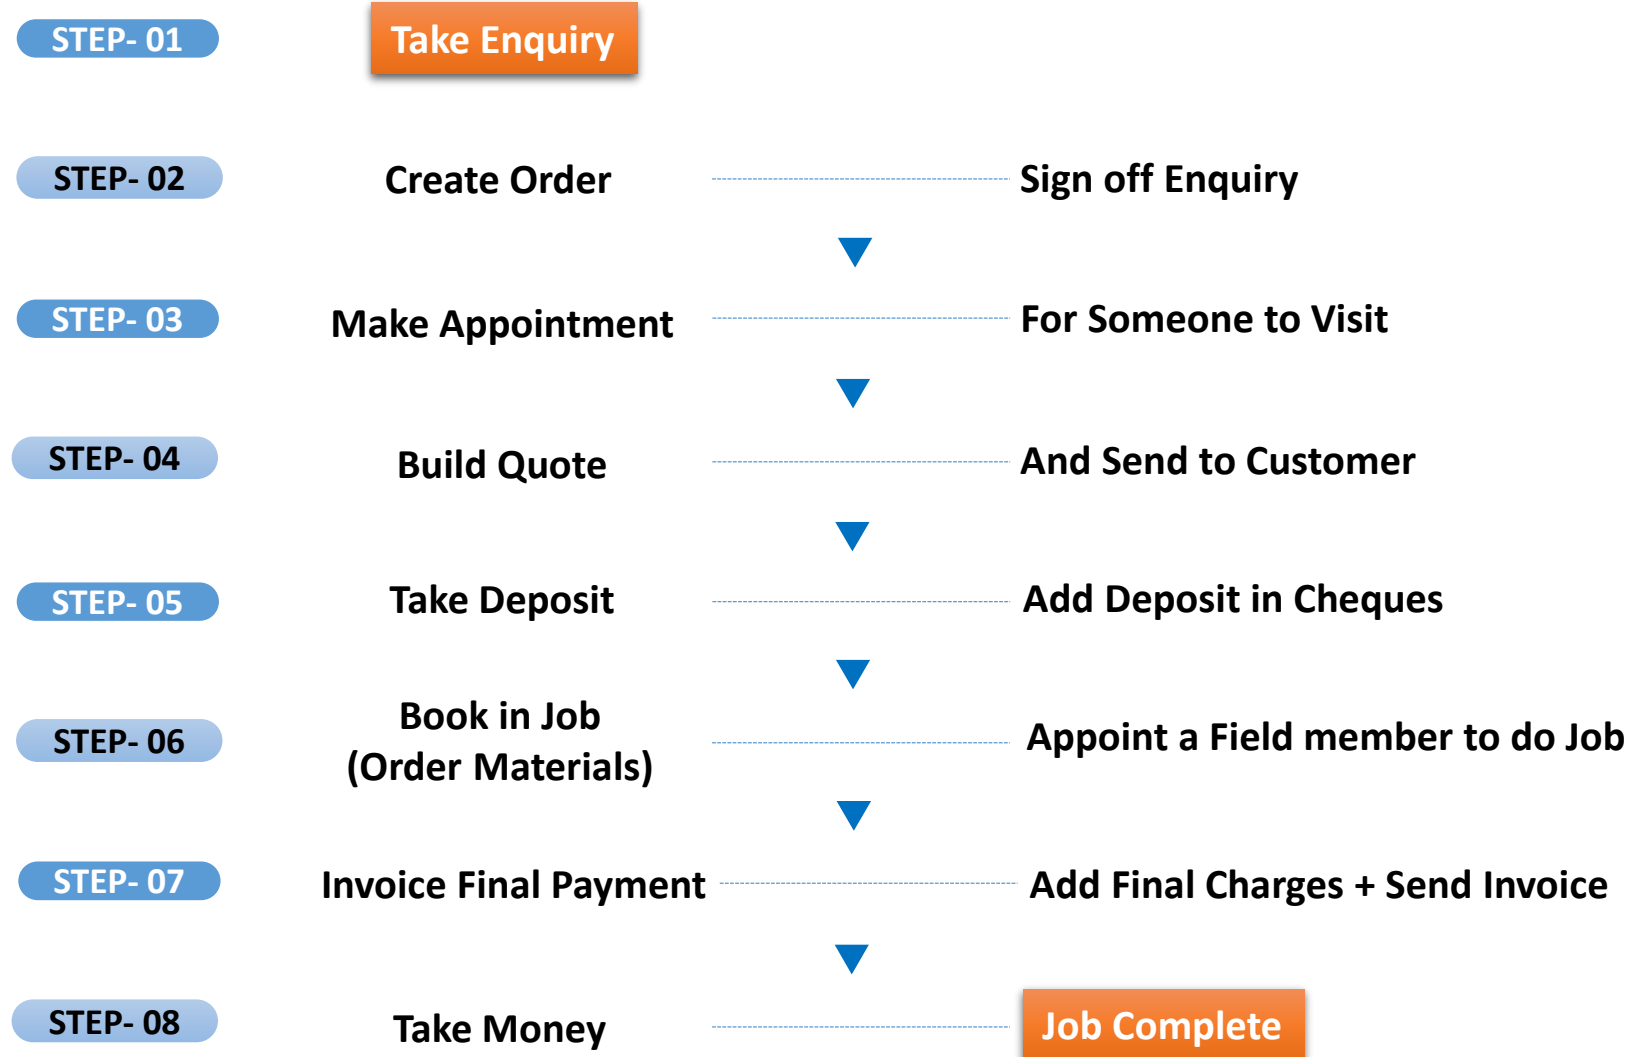 STEP- 01
Take Enquiry
STEP- 02
Create Order
Sign off Enquiry
STEP- 03
Make Appointment
For Someone to Visit
STEP- 04
Build Quote
And Send to Customer
STEP- 05
Take Deposit
Add Deposit in Cheques
STEP- 06
Book in Job
(Order Materials)
Appoint a Field member to do Job
STEP- 07
Invoice Final Payment
Add Final Charges + Send Invoice
STEP- 08
Take Money
Job Complete